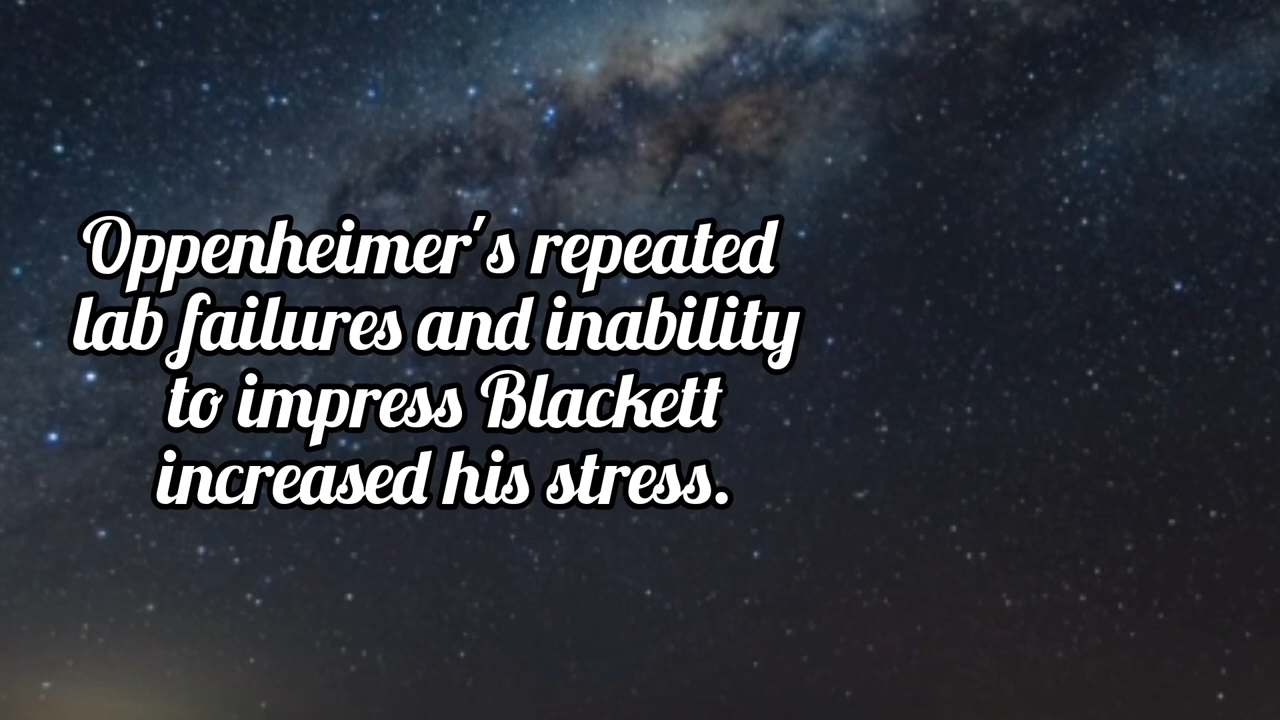 Oppenheimer's repeated
lab failures and inability
to impress Blackett
increased his stress.